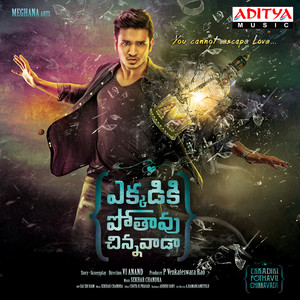 MEGHANA ARTS
ADITYA
MUSIC
You cannot escape Love...
ఎక్కడికి
పోతావు
చిన్నవాడా
EKKADIKI
POTHAVU
CHINNAVADA
Story - Screenplay - Direction VI ANAND Producer P Venkateswara Rao
Music SEKHAR CHANDRA